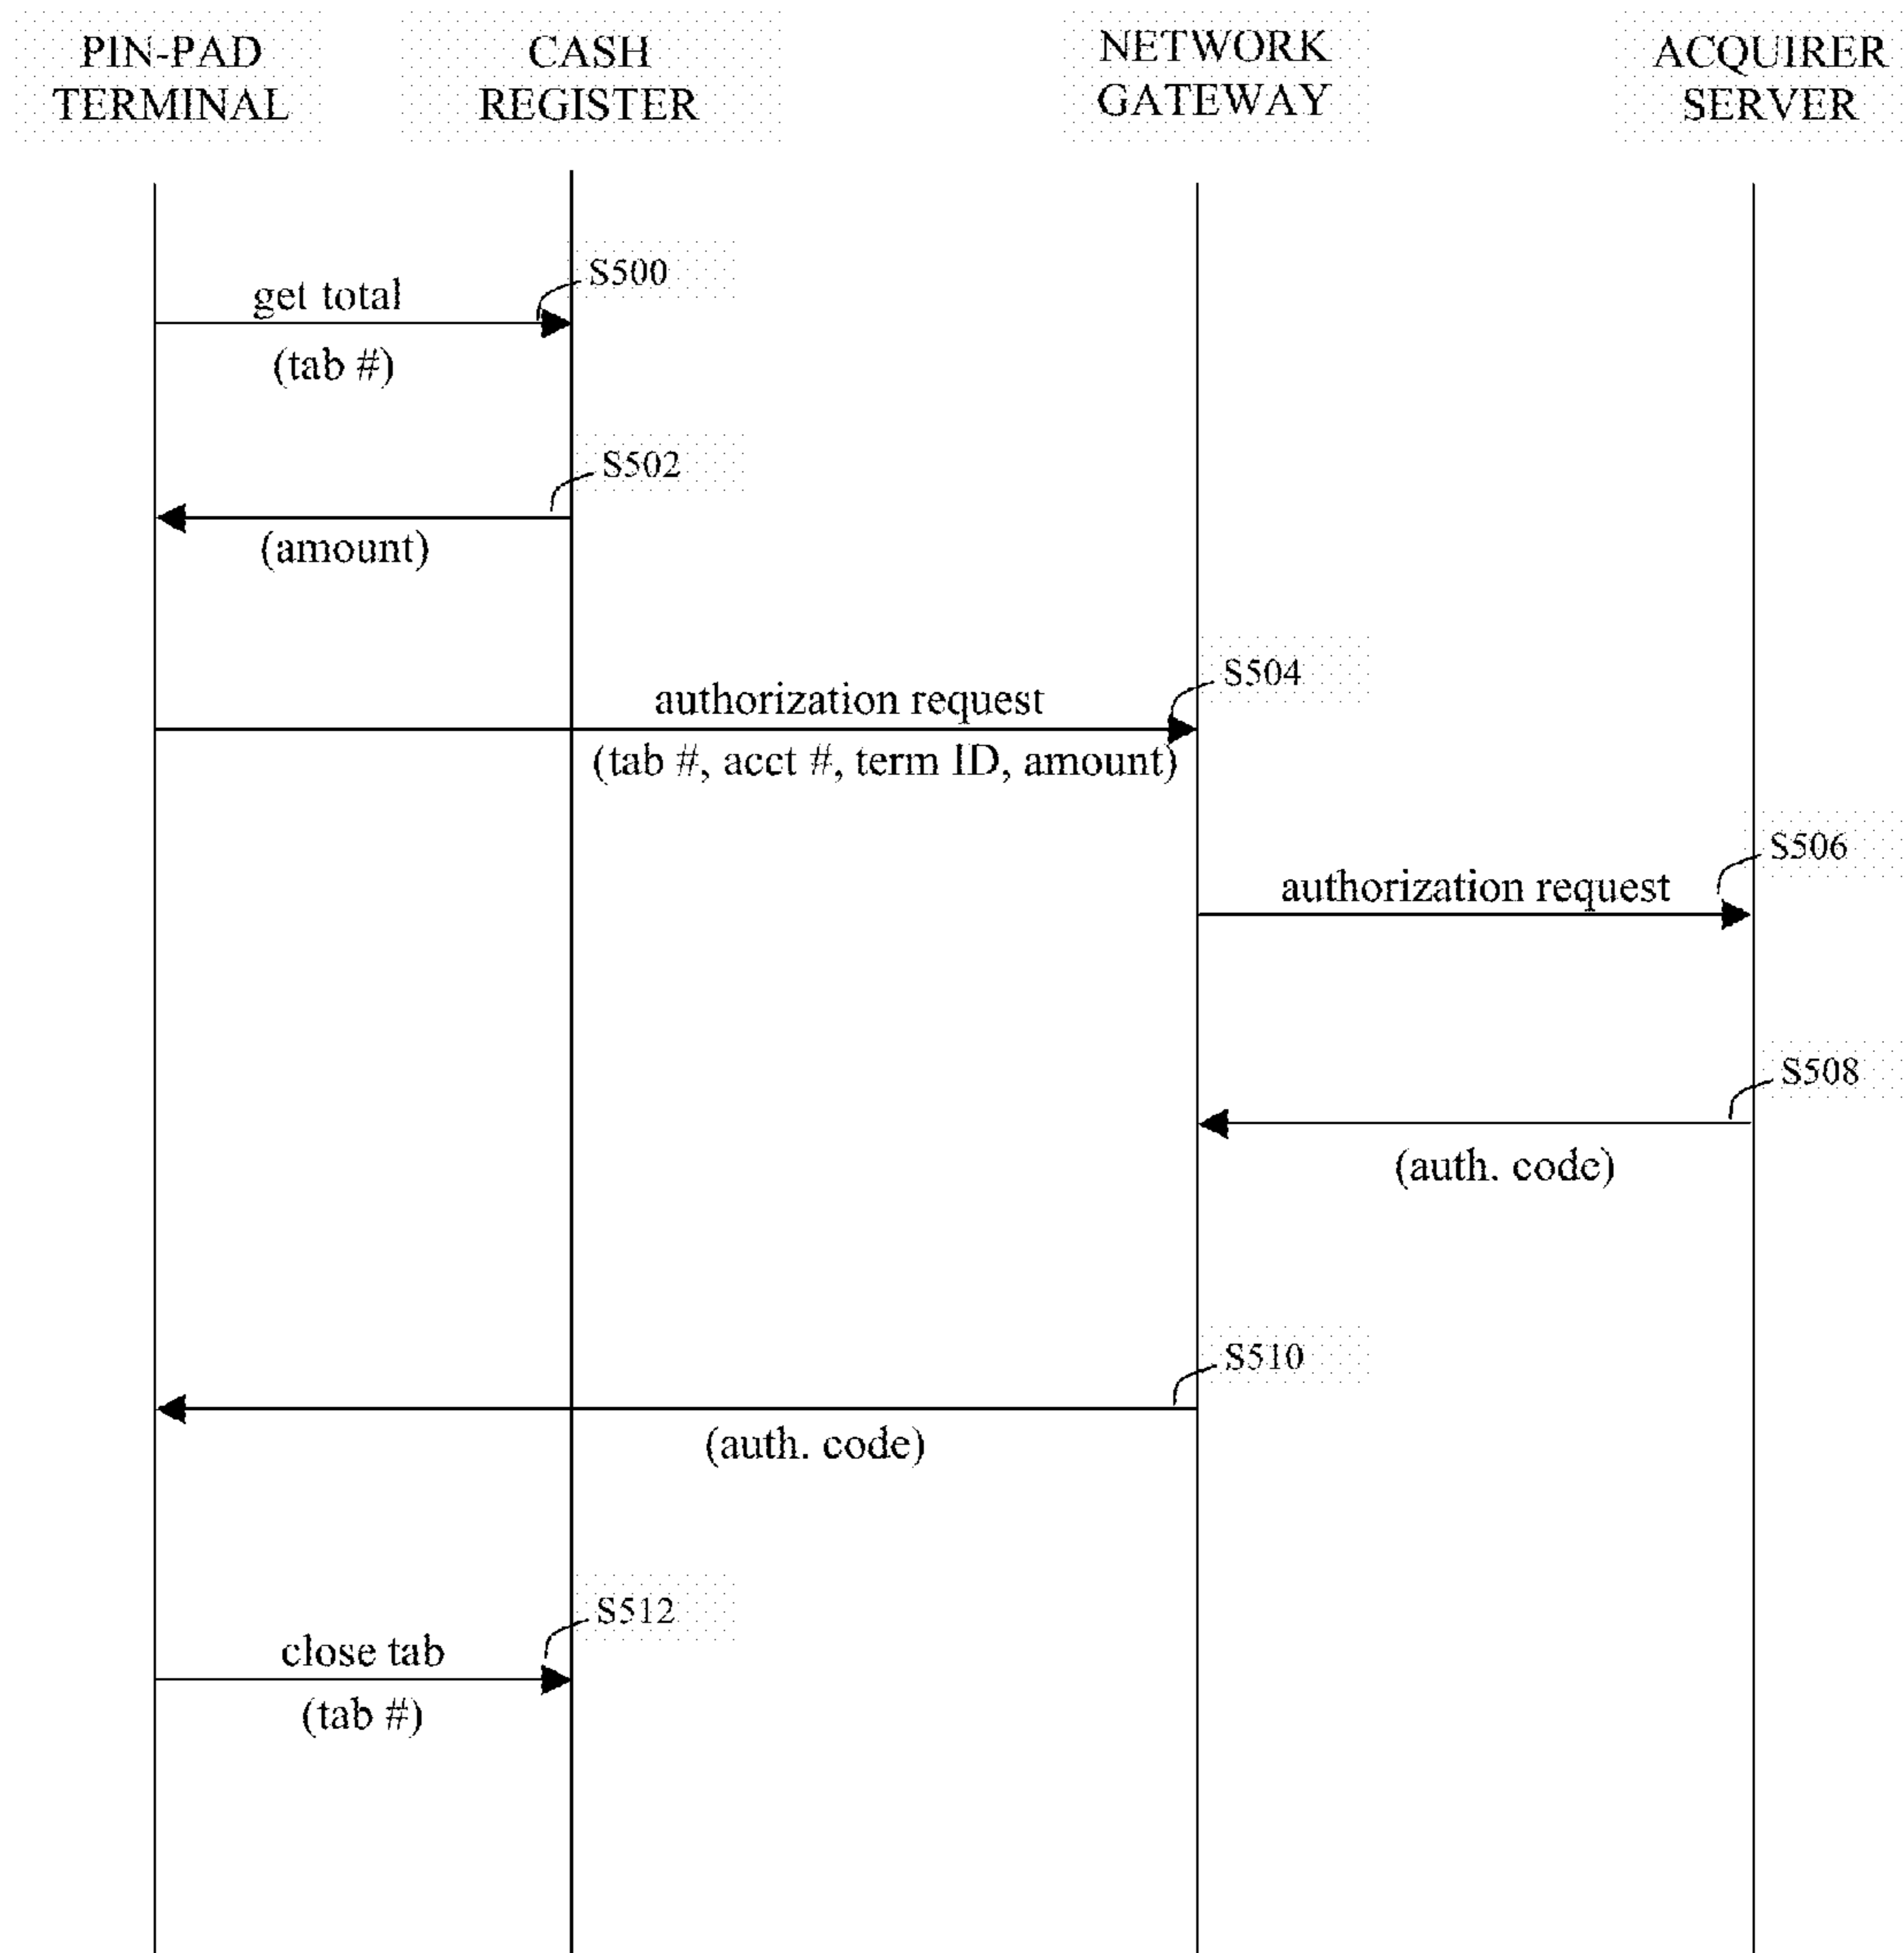 PIN-PAD
TERMINAL
CASH
REGISTER
NETWORK
GATEWAY
ACQUIRER
SERVER
S500
get total
(tab #)
S502
(amount)
S504
authorization request
(tab #, acct #, term ID, amount)
S506
authorization request
S508
(auth. code)
S510
(auth. code)
S512
close tab
(tab #)